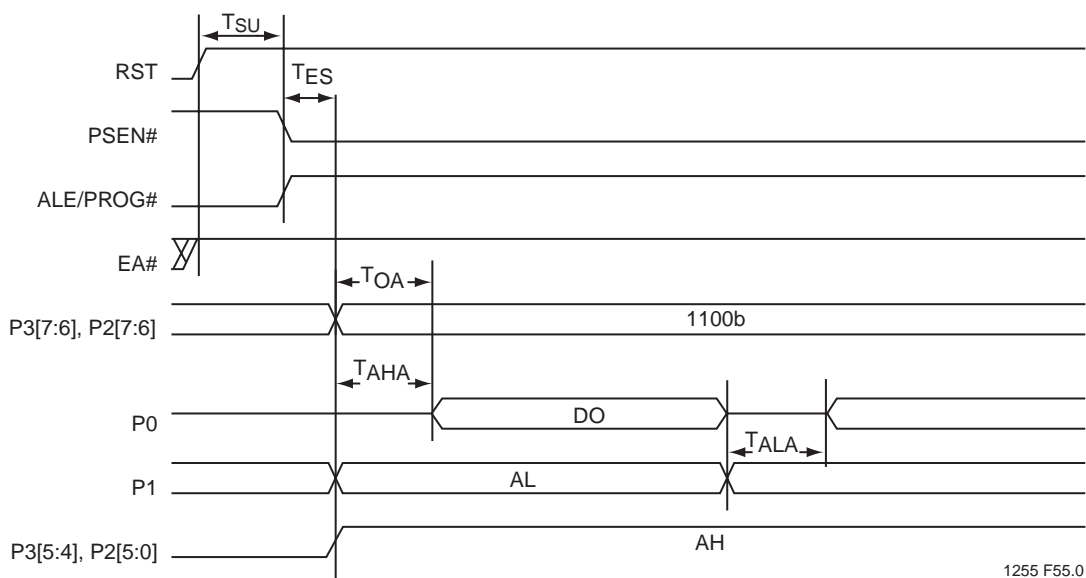 TSU
RST
TES
PSEN#
ALE/PROG#
EA#
TOA
P3[7:6], P2[7:6]
1100b
TAHA
P0
DO
TALA
P1
AL
P3[5:4], P2[5:0]
AH
1255 F55.0